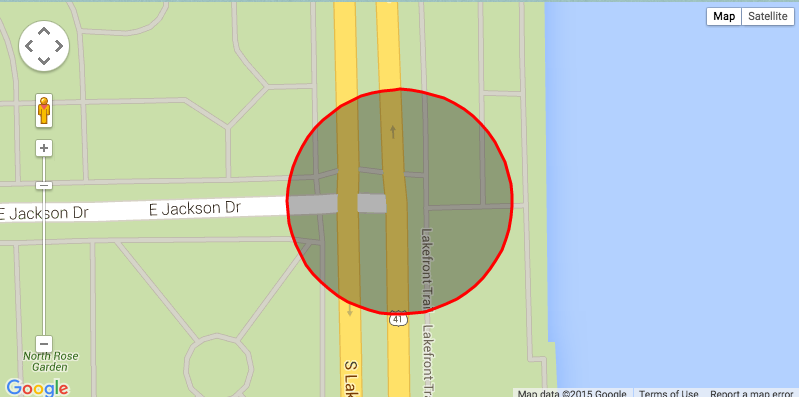 Map Satellite
E Jackson Dr
E Jackson Dr
Lakefront Trail
41
Lakefront Tra
S Lak
North Rose
Garden
Google
Map data ©2015 Google Terms of Use Report a map error